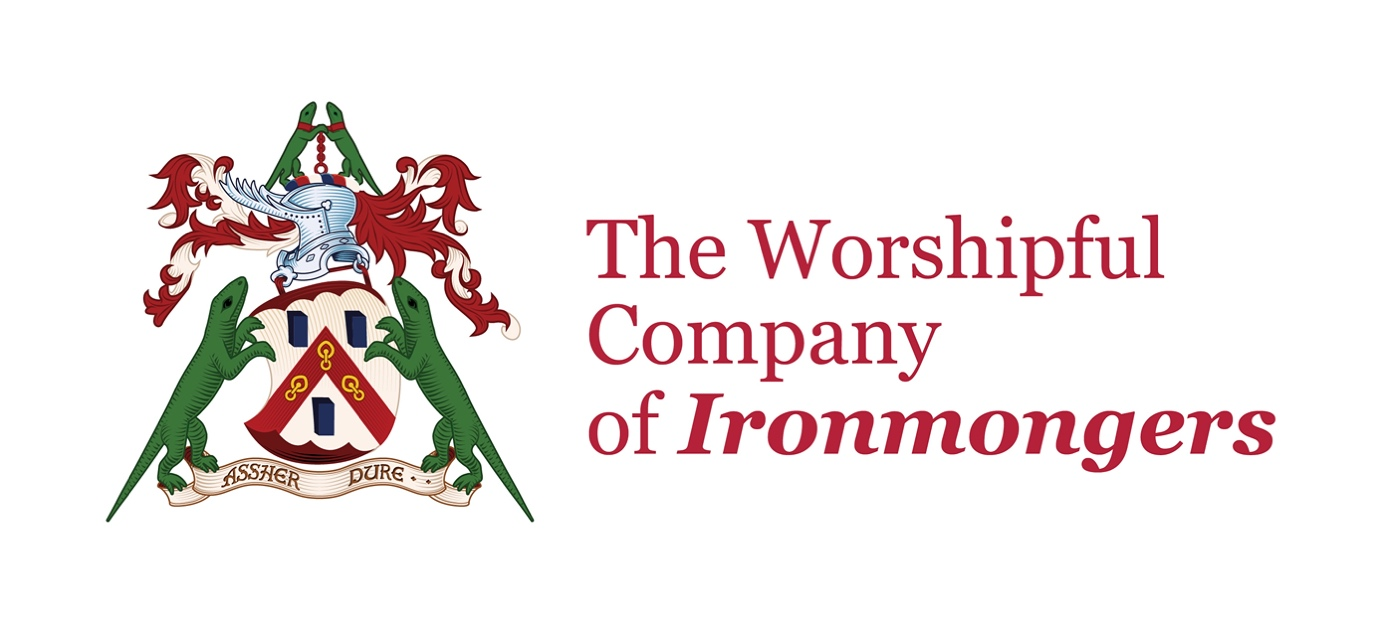 ASSHER DURE
The Worshipful
Company
of Ironmongers